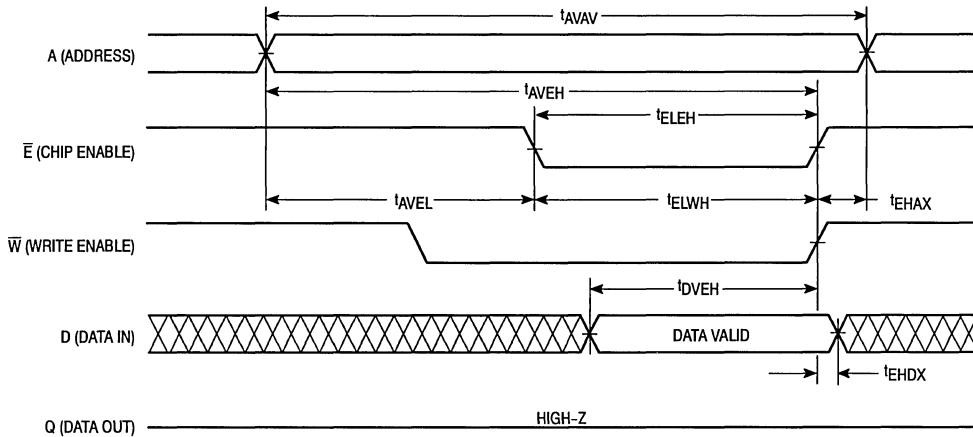 tAVAV
A (ADDRESS)
tAVEH
tELEH
E̅ (CHIP ENABLE)
tAVEL
tELWH
tEHAX
W̅ (WRITE ENABLE)
tDVEH
D (DATA IN)
DATA VALID
tEHDX
HIGH–Z
Q (DATA OUT)